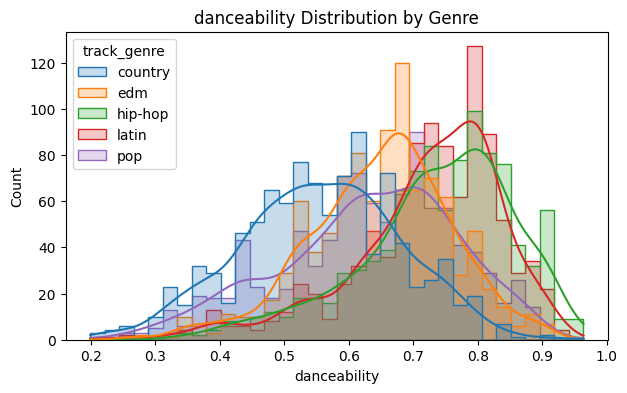 danceability Distribution by Genre
track_genre
country
edm
hip-hop
latin
pop
Count
120
100
80
60
40
20
0
0.2 0.3 0.4 0.5 0.6 0.7 0.8 0.9 1.0
danceability